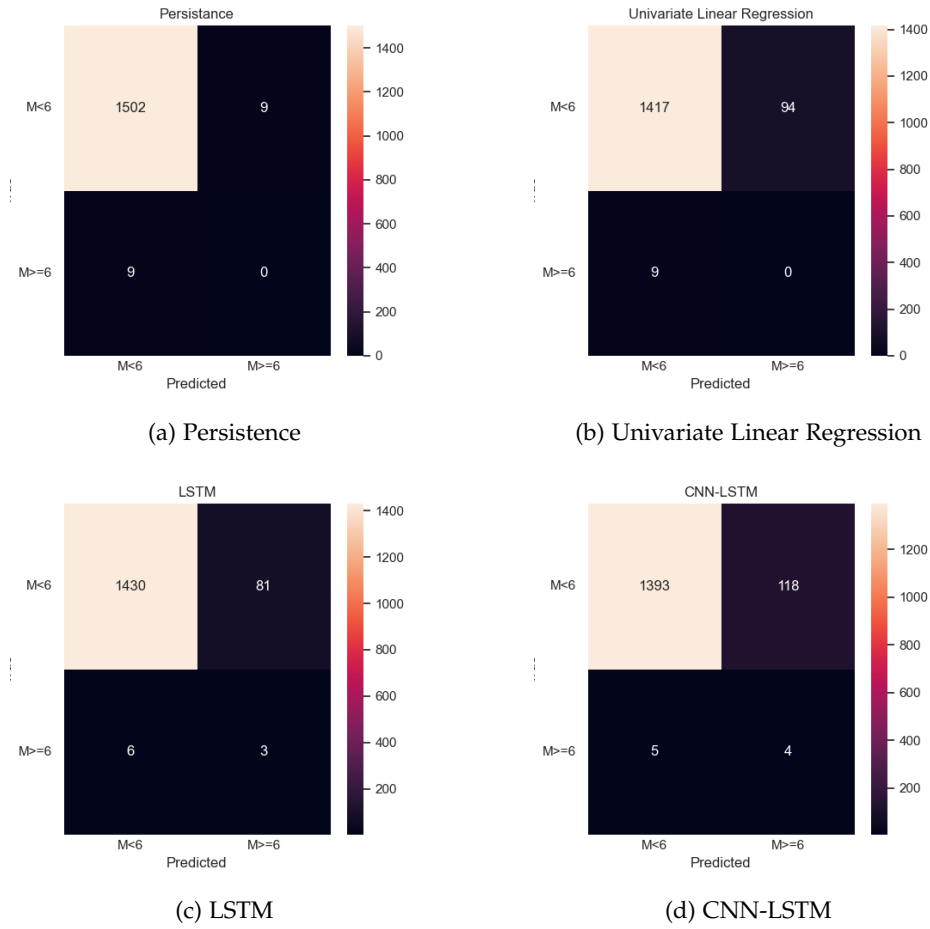 Persistance
1502 9
9 0
M<6
M>=6
M<6 M>=6
Predicted
1400
1200
1000
800
600
400
200
0
(a) Persistence
Univariate Linear Regression
1417 94
9 0
M<6
M>=6
M<6 M>=6
Predicted
1400
1200
1000
800
600
400
200
0
(b) Univariate Linear Regression
LSTM
1430 81
6 3
M<6
M>=6
M<6 M>=6
Predicted
1400
1200
1000
800
600
400
200
(c) LSTM
CNN-LSTM
1393 118
5 4
M<6
M>=6
M<6 M>=6
Predicted
1200
1000
800
600
400
200
(d) CNN-LSTM